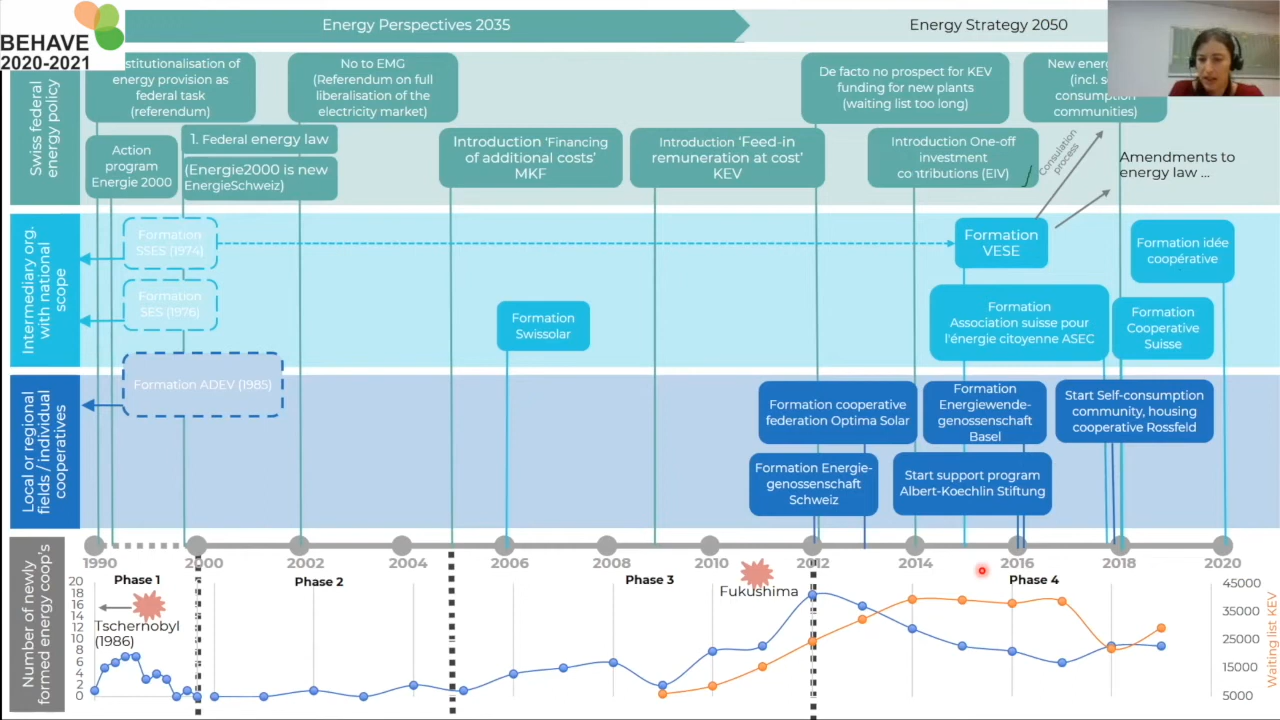 Energy Perspectives 2035
Energy Strategy 2050
BEHAVE
2020-2021
Swiss federal
energy policy
stitutionalisation of
energy provision as
federal task
(referendum)
No to EMG
(Referendum on full
liberalisation of the
electricity market)
De facto no prospect for KEV
funding for new plants
(waiting list too long)
New energ
(incl. s
consumption
communities)
Action
program
Energie 2000
1. Federal energy law
(Energie2000 is new
EnergieSchweiz)
Introduction 'Financing
of additional costs'
MKF
Introduction 'Feed-in
remuneration at cost'
KEV
Introduction One-off
investment
contributions (EIV)
Consulation
process
Amendments to
energy law ...
Intermediary org.
with national
scope
Formation
SSES (1974)
Formation
SES (1976)
Formation
Swissolar
Formation
VESE
Formation idée
coopérative
Formation
Association suisse pour
l'énergie citoyenne ASEC
Formation
Cooperative
Suisse
Local or regional
fields / individual
cooperatives
Formation ADEV (1985)
Formation cooperative
federation Optima Solar
Formation
Energiewende-
genossenschaft
Basel
Start Self-consumption
community, housing
cooperative Rossfeld
Formation Energie-
genossenschaft
Schweiz
Start support program
Albert-Koechlin Stiftung
1990 2000 2002 2004 2006 2008 2010 2012 2014 2016 2018 2020
Number of newly
formed energy coop's
Phase 1
Phase 2
Phase 3
Phase 4
Tschernobyl
(1986)
Fukushima
20
18
16
14
12
10
8
6
4
2
0
45000
35000
25000
15000
5000
Waiting list KEV